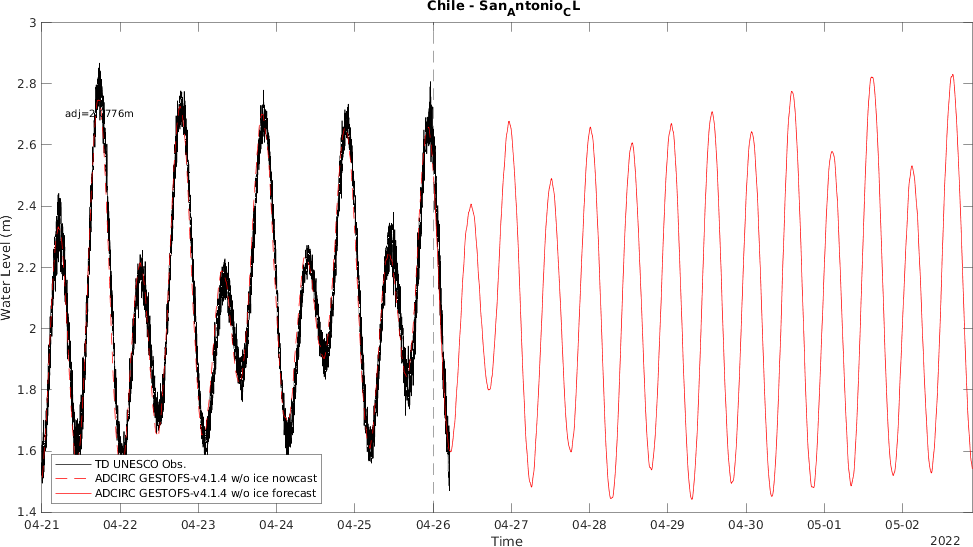 Chile - SanAntonioCL
3
2.8
2.6
2.4
2.2
2
1.8
1.6
1.4
Water Level (m)
TD UNESCO Obs.
ADCIRC GESTOFS-v4.1.4 w/o ice nowcast
ADCIRC GESTOFS-v4.1.4 w/o ice forecast
04-21 04-22 04-23 04-24 04-25 04-26 04-27 04-28 04-29 04-30 05-01 05-02
Time
2022